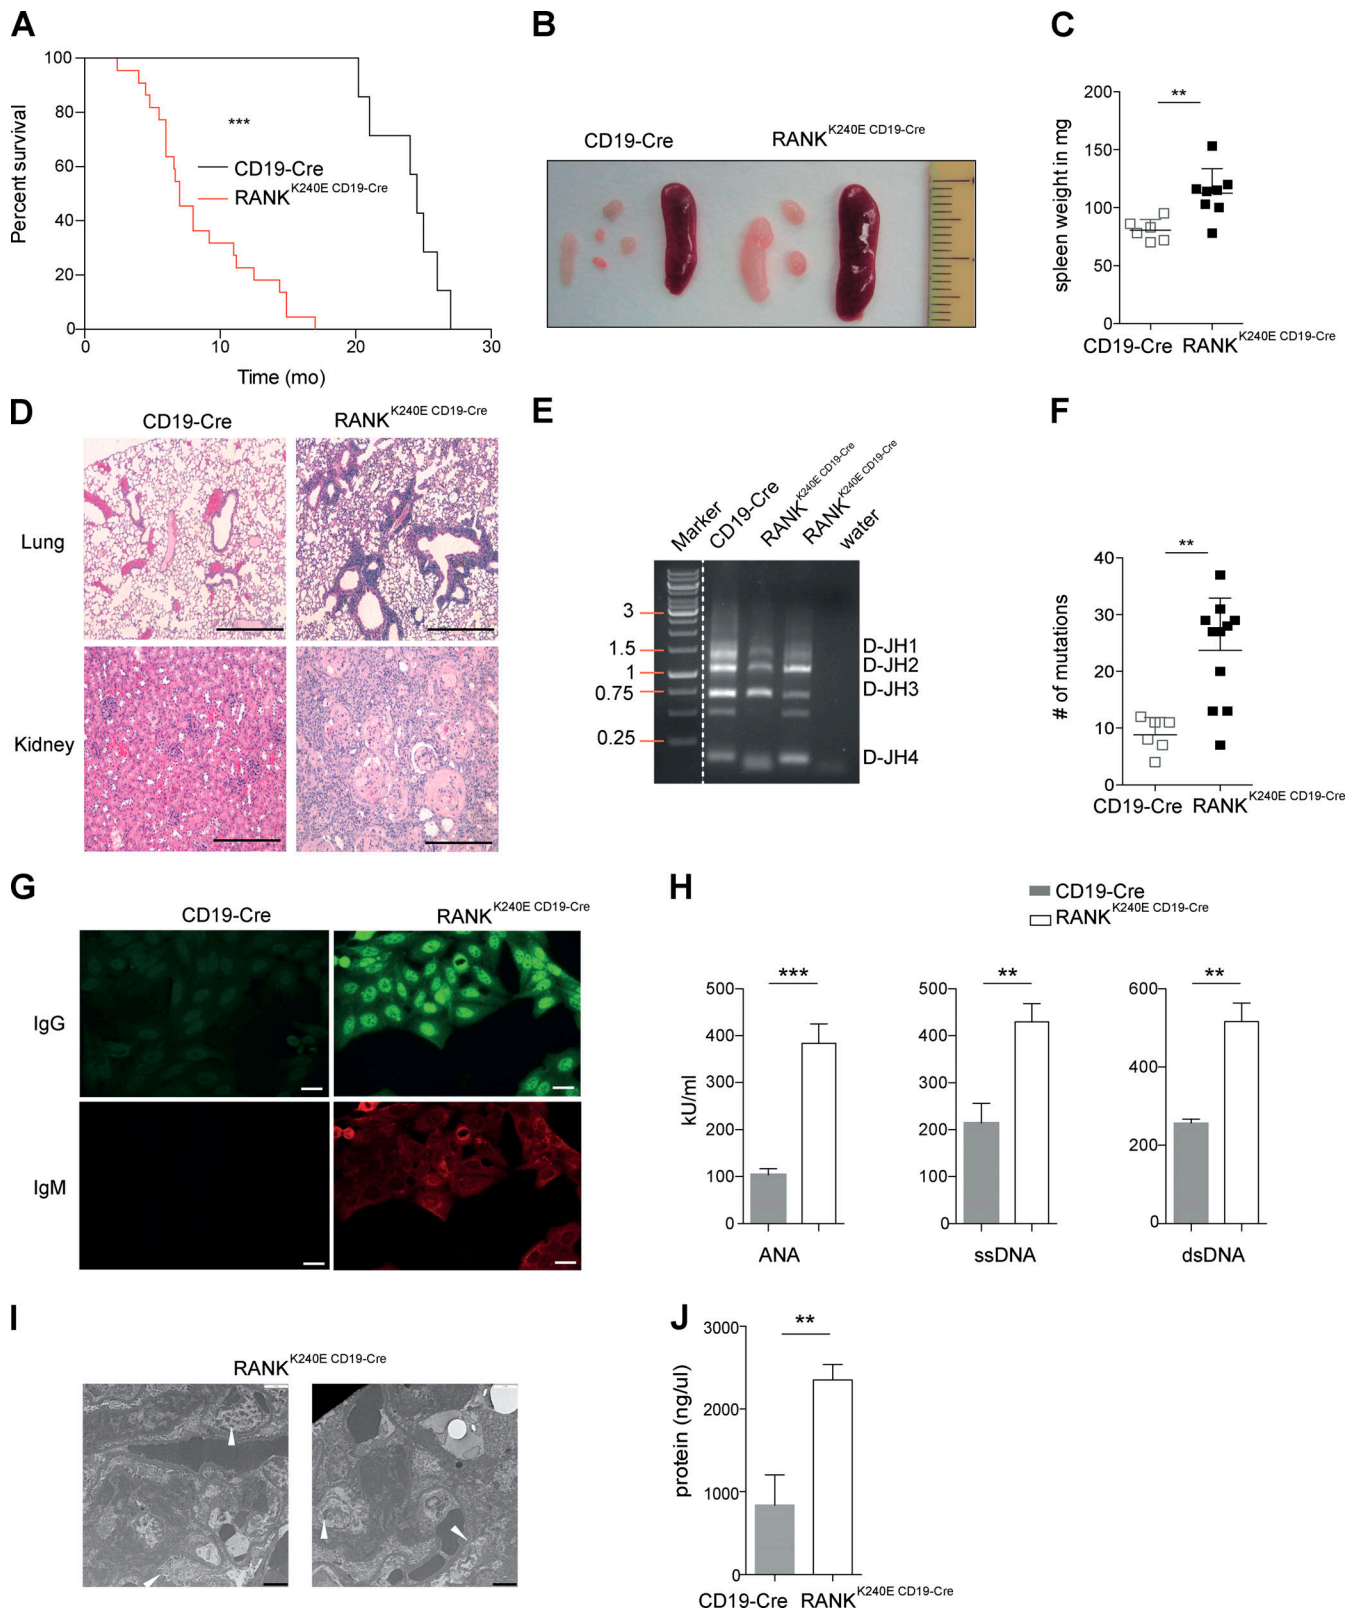 A
Percent survival
100
80
60
40
20
0
***
CD19-Cre
RANK K240E CD19-Cre
0 10 20 30
Time (mo)
B
CD19-Cre RANK K240E CD19-Cre
C
spleen weight in mg
200
150
100
50
0
**
CD19-Cre RANK K240E CD19-Cre
D
CD19-Cre RANK K240E CD19-Cre
Lung
Kidney
E
Marker
CD19-Cre
RANK K240E CD19-Cre
RANK K240E CD19-Cre
water
3
1.5
1
0.75
0.25
D-JH1
D-JH2
D-JH3
D-JH4
F
# of mutations
40
30
20
10
0
**
CD19-Cre RANK K240E CD19-Cre
G
CD19-Cre RANK K240E CD19-Cre
IgG
IgM
H
CD19-Cre
RANK K240E CD19-Cre
kU/ml
500
400
300
200
100
0
***
ANA
500
400
300
200
100
0
**
ssDNA
600
400
200
0
**
dsDNA
I
RANK K240E CD19-Cre
J
protein (ng/ul)
3000
2000
1000
0
**
CD19-Cre RANK K240E CD19-Cre